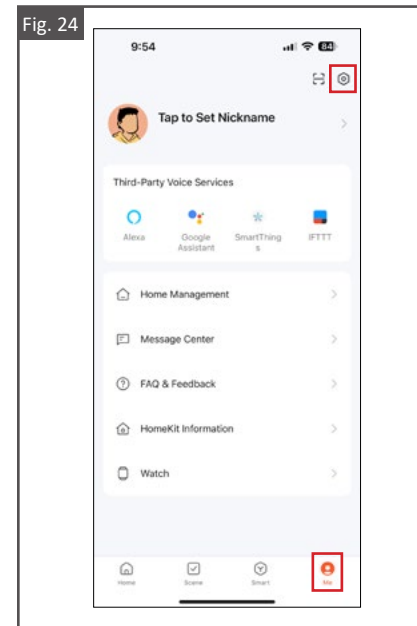 Fig. 24
9:54
84
Tap to Set Nickname
Third-Party Voice Services
Alexa
Google
Assistant
SmartThing
s
IFTTT
Home Management
Message Center
FAQ & Feedback
HomeKit Information
Watch
Home
Scene
Smart
Me